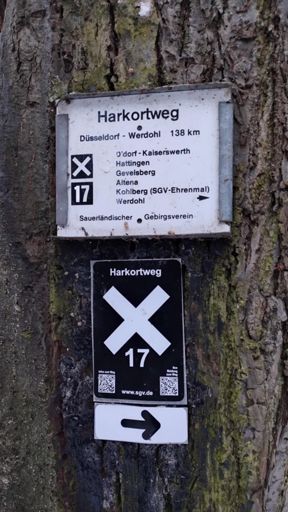 Harkortweg
Düsseldorf - Werdohl 138 km
D'dorf - Kaiserswerth
Hattingen
Gevelsberg
Altena
Kohlberg (SGV-Ehrenmal)
Werdohl
X
17
Sauerländischer Gebirgsverein
Harkortweg
X
17
www.sgv.de